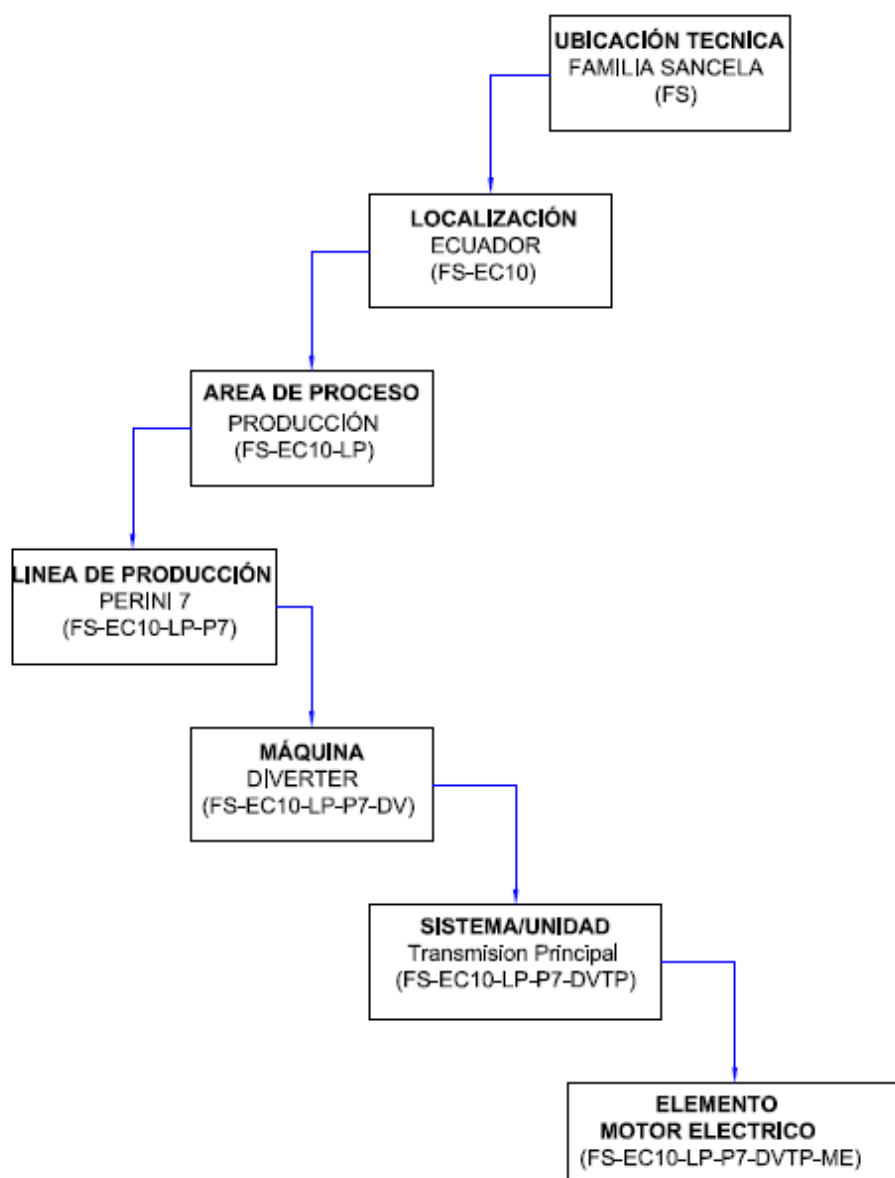 UBICACIÓN TECNICA
FAMILIA SANCELA
(FS)
LOCALIZACIÓN
ECUADOR
(FS-EC10)
AREA DE PROCESO
PRODUCCIÓN
(FS-EC10-LP)
LINEA DE PRODUCCIÓN
PERINI 7
(FS-EC10-LP-P7)
MÁQUINA
DIVERTER
(FS-EC10-LP-P7-DV)
SISTEMA/UNIDAD
Transmision Principal
(FS-EC10-LP-P7-DVTP)
ELEMENTO
MOTOR ELECTRICO
(FS-EC10-LP-P7-DVTP-ME)